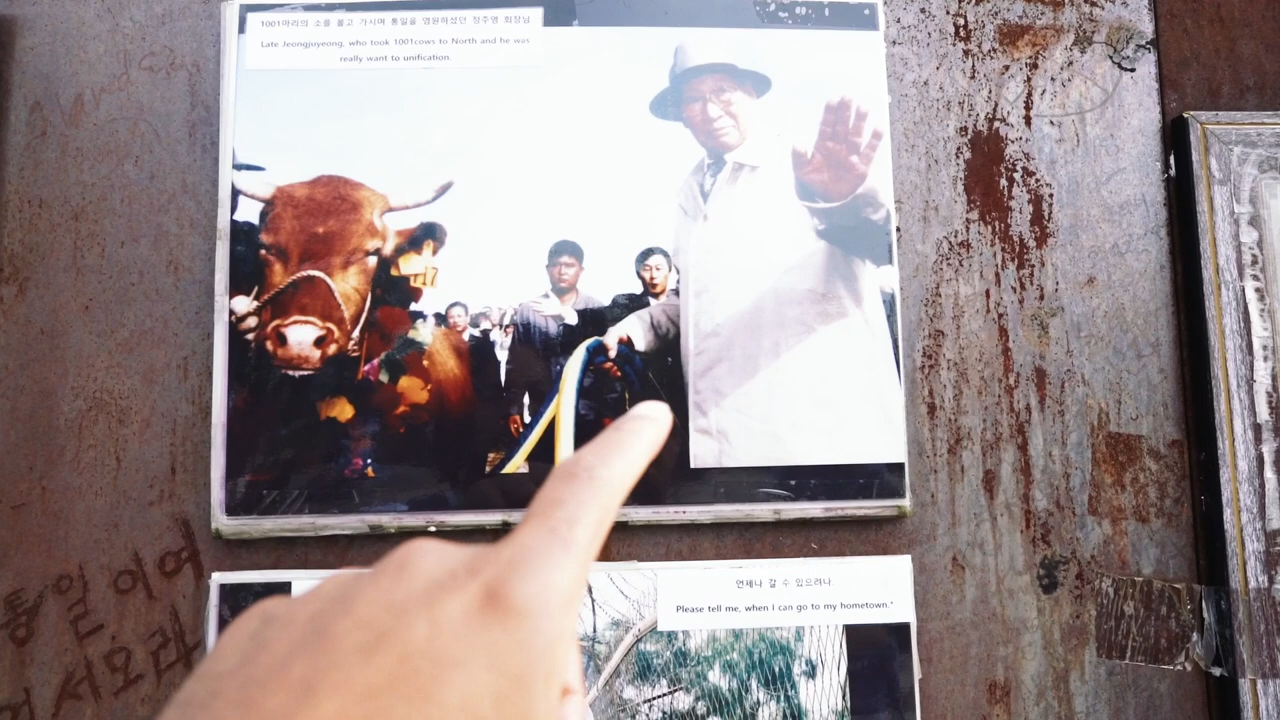 1001마리의 소를 몰고 가시며 통일을 염원하셨던 정주영 회장님
Late Jeongjuyeong, who took 1001cows to North and he was
really want to unification
언제나 갈 수 있으려나.
Please tell me, when I can go to my hometown."
통일이여
어서오라